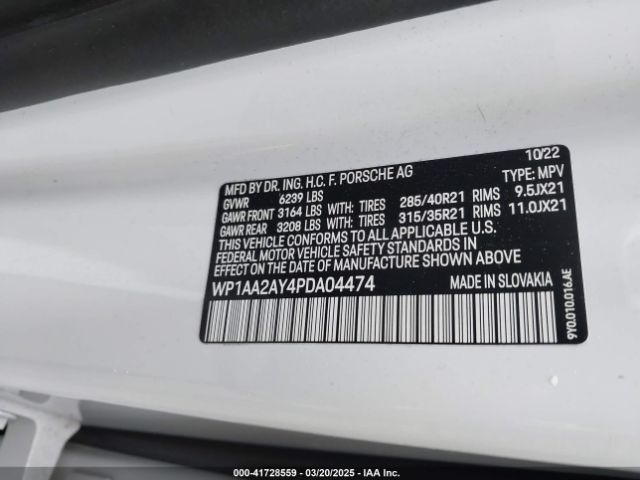 10/22
MFD BY DR. ING. H.C. F. PORSCHE AG TYPE: MPV
GVWR 6239 LBS
GAWR FRONT 3164 LBS WITH: TIRES 285/40R21 RIMS 9.5JX21
GAWR REAR 3208 LBS WITH: TIRES 315/35R21 RIMS 11.0JX21
THIS VEHICLE CONFORMS TO ALL APPLICABLE U.S.
FEDERAL MOTOR VEHICLE SAFETY STANDARDS IN
EFFECT ON THE DATE OF MANUFACTURE SHOWN ABOVE
WP1AA2AY4PDA04474 MADE IN SLOVAKIA
9Y0.010.016.AE
000-41728559 — 03/20/2025 — IAA Inc.